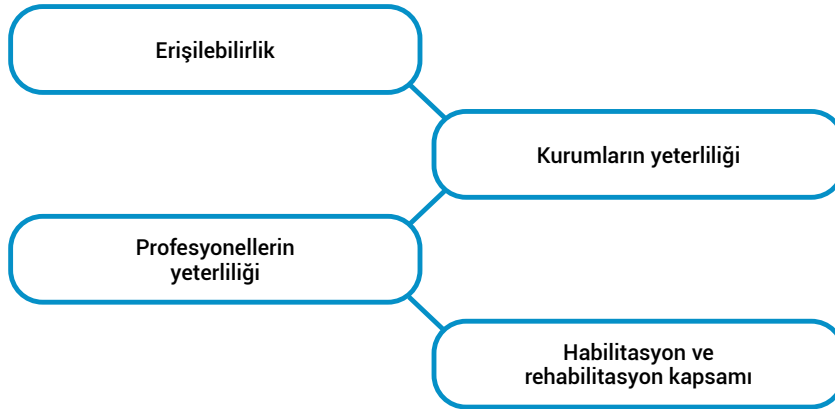 Erişilebilirlik
Kurumların yeterliliği
Profesyonellerin
yeterliliği
Habilitasyon ve
rehabilitasyon kapsamı